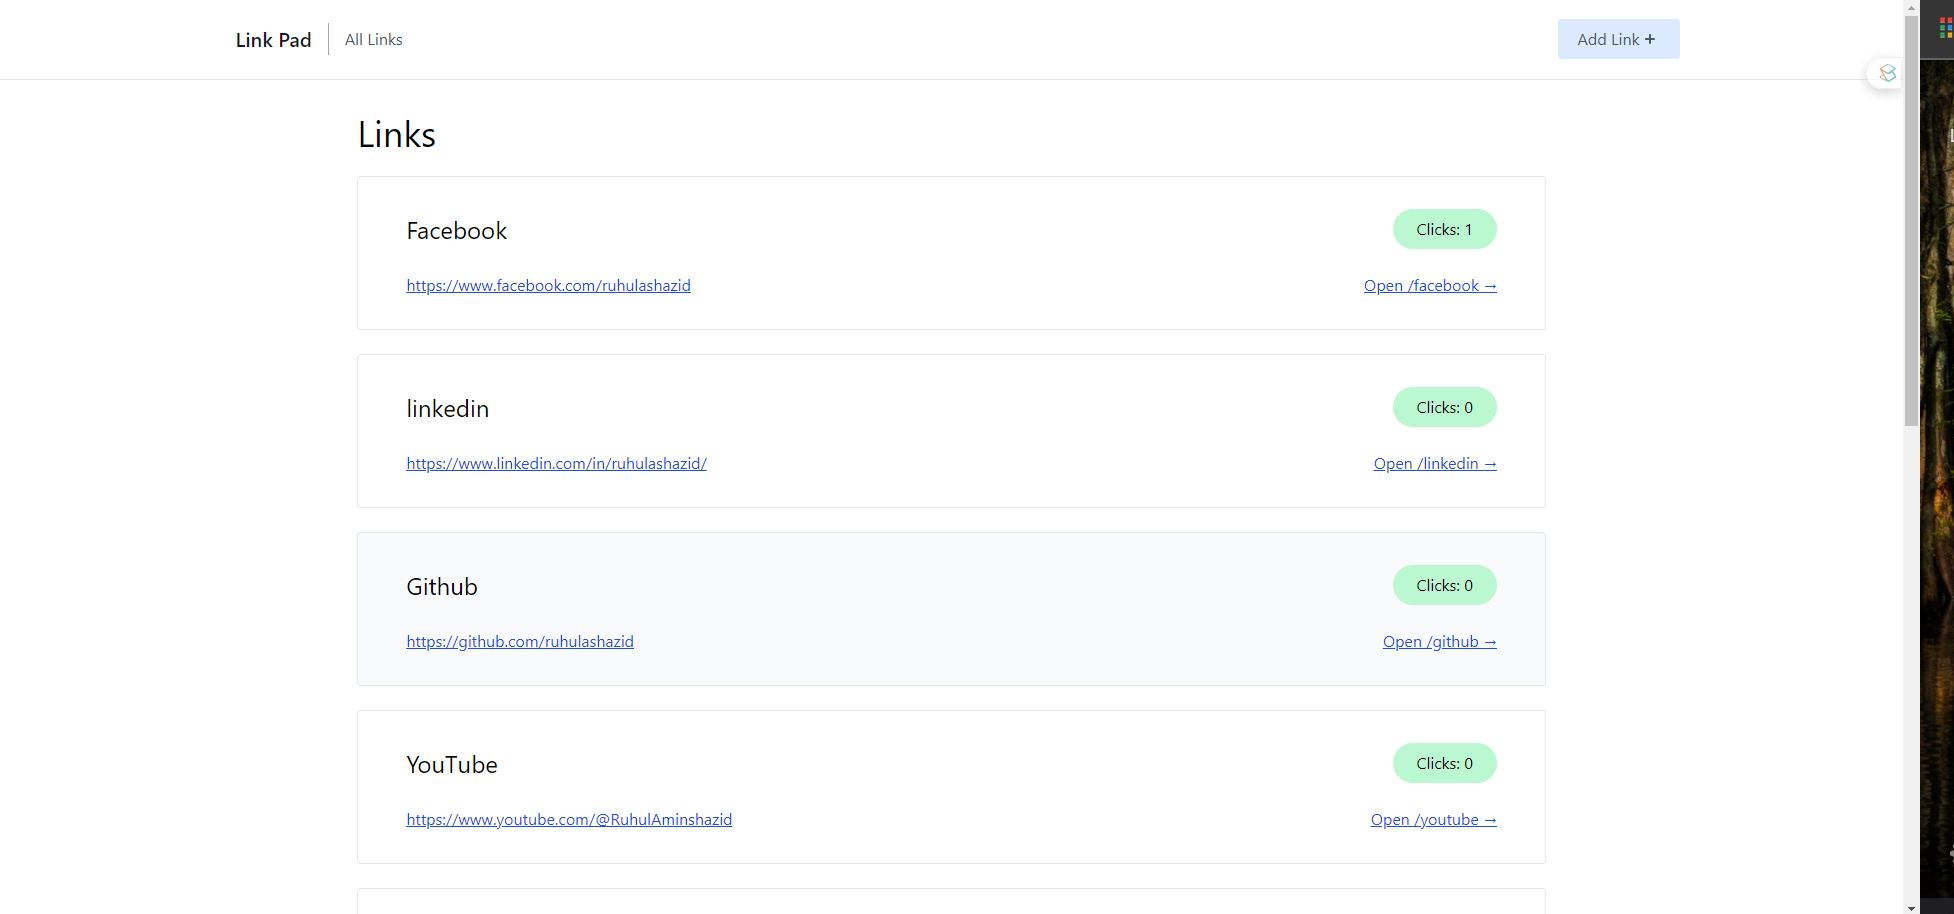 Link Pad
All Links
Add Link +
Links
Facebook
Clicks: 1
https://www.facebook.com/ruhulashazid
Open /facebook →
linkedin
Clicks: 0
https://www.linkedin.com/in/ruhulashazid/
Open /linkedin →
Github
Clicks: 0
https://github.com/ruhulashazid
Open /github →
YouTube
Clicks: 0
https://www.youtube.com/@RuhulAminshazid
Open /youtube →